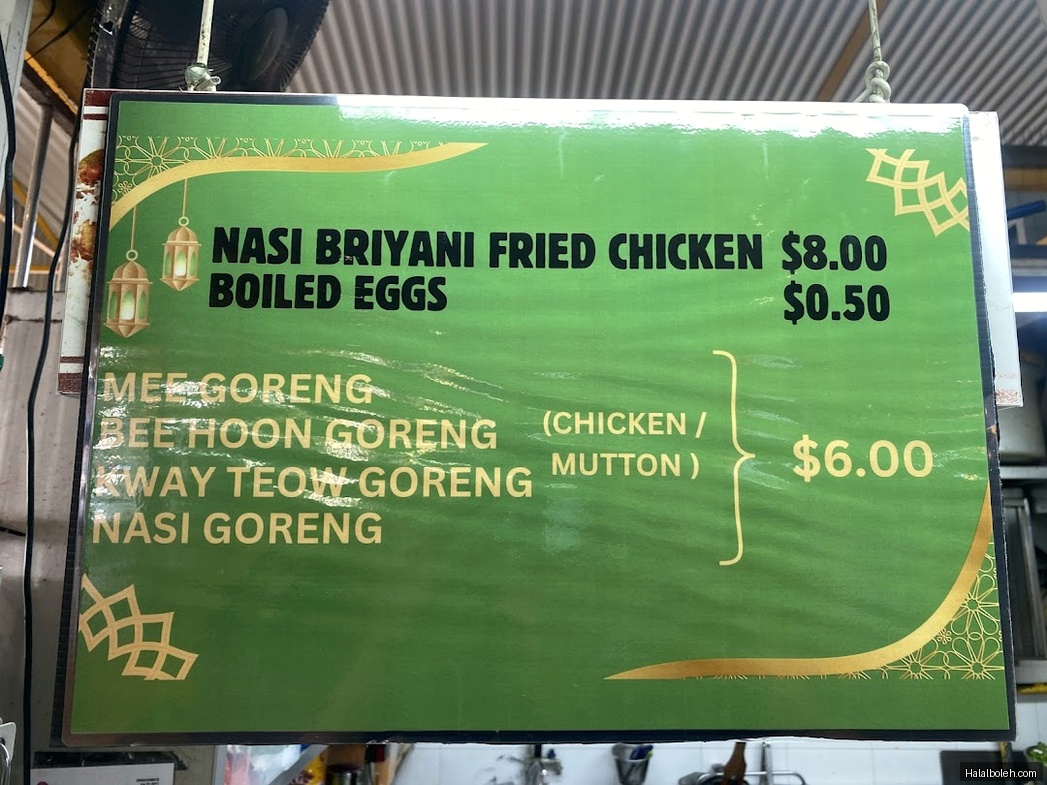 NASI BRIYANI FRIED CHICKEN $8.00
BOILED EGGS $0.50
MEE GORENG
BEE HOON GORENG
KWAY TEOW GORENG
NASI GORENG
(CHICKEN /
MUTTON )
$6.00
Halalboleh.com